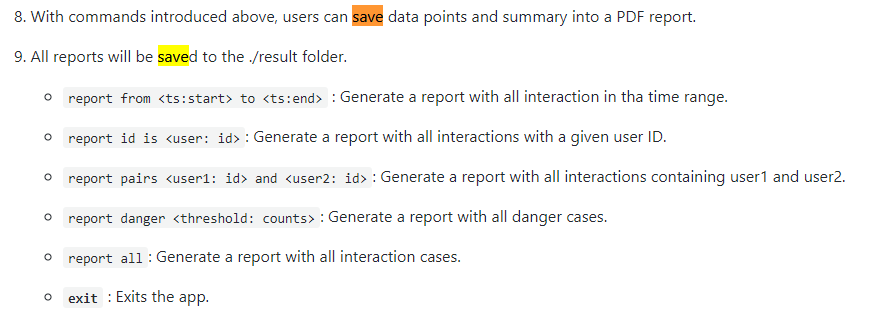 8. With commands introduced above, users can save data points and summary into a PDF report.
9. All reports will be saved to the ./result folder.
report from <ts:start> to <ts:end> : Generate a report with all interaction in tha time range.
report id is <user: id> : Generate a report with all interactions with a given user ID.
report pairs <user1: id> and <user2: id> : Generate a report with all interactions containing user1 and user2.
report danger <threshold: counts> : Generate a report with all danger cases.
report all : Generate a report with all interaction cases.
exit : Exits the app.